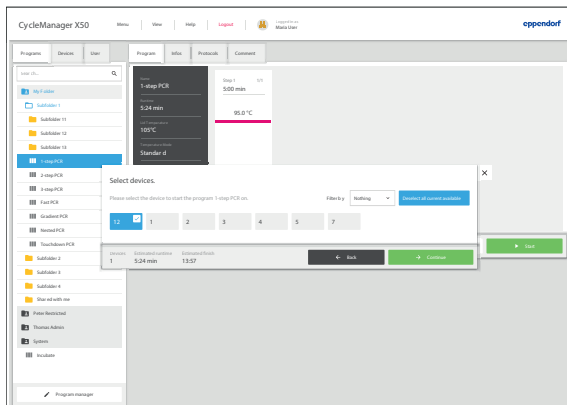 CycleManager X50
Menu
View
Help
Logout
Logged in as
Maria User
eppendorf
Programs
Devices
User
Program
Infos
Protocols
Comment
My Folder
Subfolder 1
Subfolder 11
Subfolder 12
Subfolder 13
1-step PCR
2-step PCR
3-step PCR
Fast PCR
Gradient PCR
Nested PCR
Touchdown PCR
Subfolder 2
Subfolder 3
Subfolder 4
Shared with me
Peter Restricted
Thomas Admin
System
Incubate
Program manager
Name
1-step PCR
Duration
5:24 min
Lid Temperature
105°C
Temperature Mode
Standar d
Step 1
1/1
5:00 min
95.0 °C
Select devices.
Please select the device to start the program 1-step PCR on.
Filter b y
Nothing
Deselect all current available
12
1
2
3
4
5
7
Devices
1
Estimated runtime
5:24 min
Estimated finish
13:57
Back
Continue
Start